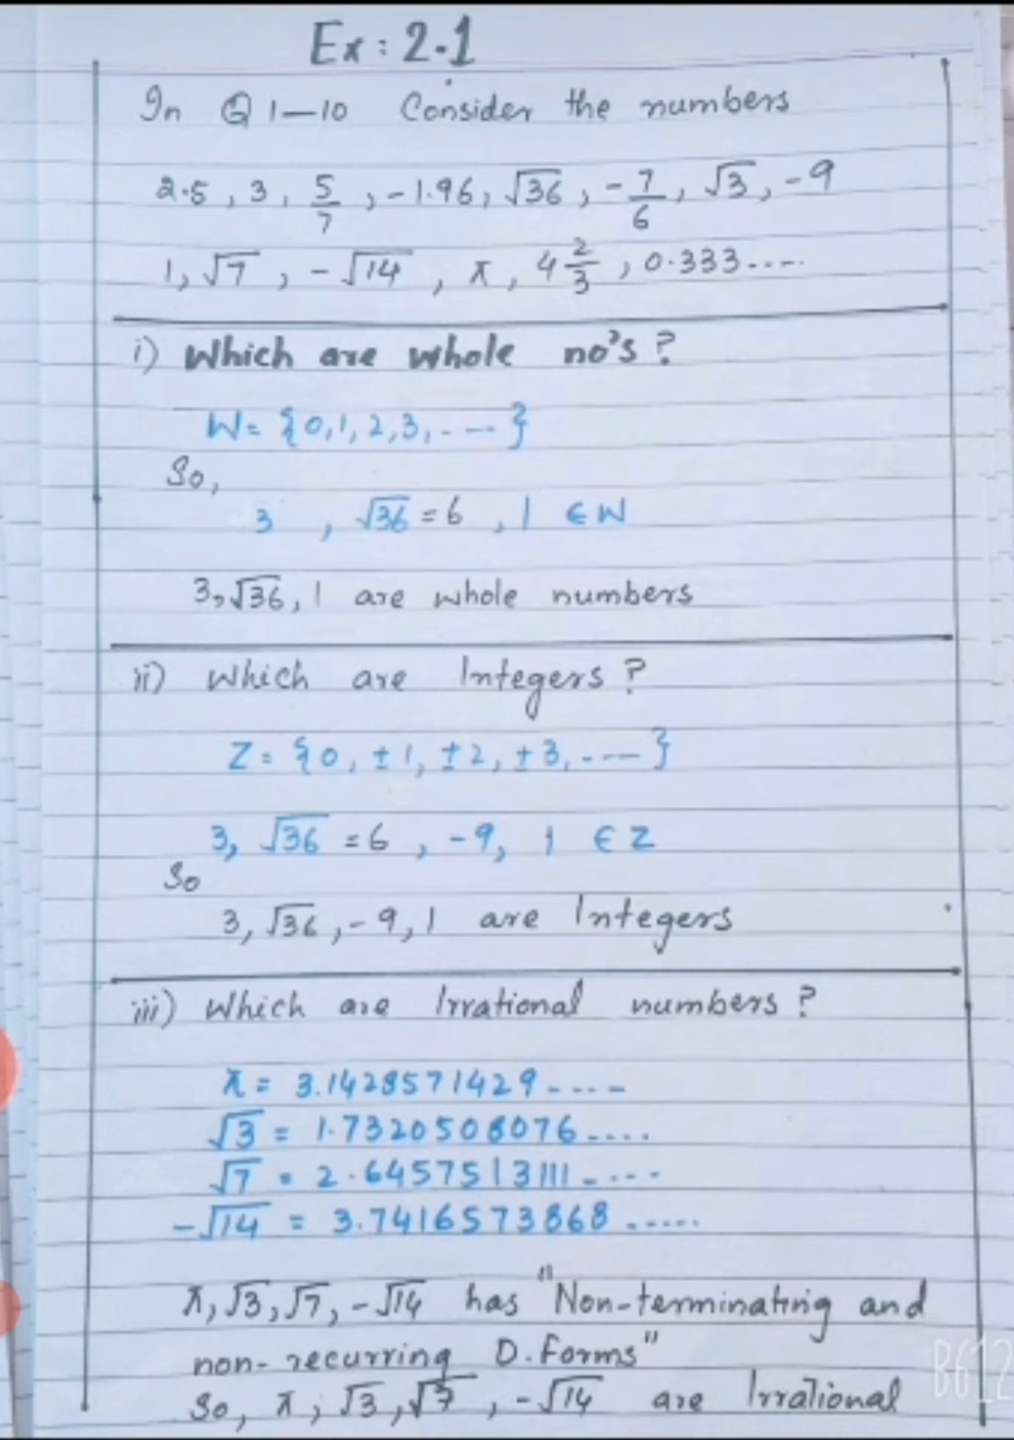 Ex : 2.1
In Q 1—10 Consider the numbers
2.5 , 3 , 5/7 , -1.96 , √36 , -7/6 , √3 , -9
1 , √7 , -√14 , π , 4 2/3 , 0.333.....
i) Which are whole no's ?
W = {0,1,2,3,.---}
So,
3 , √36 = 6 , 1 ∈ W
3, √36, 1 are whole numbers
ii) Which are Integers ?
Z = {0, ±1, ±2, ±3, .---}
3, √36 = 6 , -9, 1 ∈ Z
So
3, √36, -9, 1 are Integers
iii) Which are Irrational numbers ?
π = 3.1428571429....
√3 = 1.7320508076....
√7 = 2.6457513111....
-√14 = 3.7416573868.....
π, √3, √7, -√14 has "Non-terminating and
non-recurring D.forms"
So, π, √3, √7, -√14 are Irrational
B612